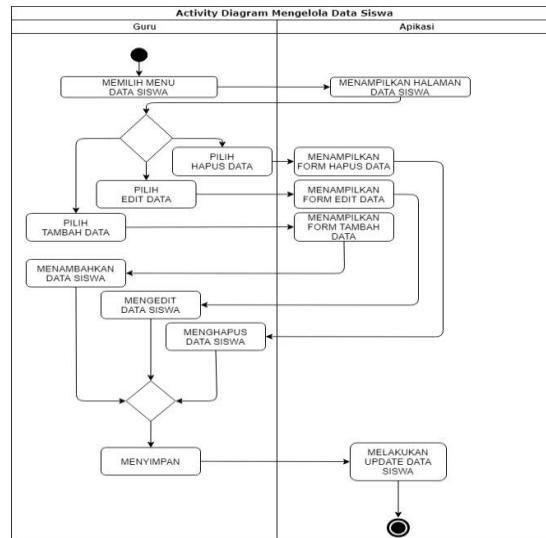 Activity Diagram Mengelola Data Siswa
Guru
Apikasi
MEMILIH MENU
DATA SISWA
MENAMPILKAN HALAMAN
DATA SISWA
PILIH
HAPUS DATA
MENAMPILKAN
FORM HAPUS DATA
PILIH
EDIT DATA
MENAMPILKAN
FORM EDIT DATA
PILIH
TAMBAH DATA
MENAMPILKAN
FORM TAMBAH
DATA
MENAMBAHKAN
DATA SISWA
MENGEDIT
DATA SISWA
MENGHAPUS
DATA SISWA
MENYIMPAN
MELAKUKAN
UPDATE DATA
SISWA